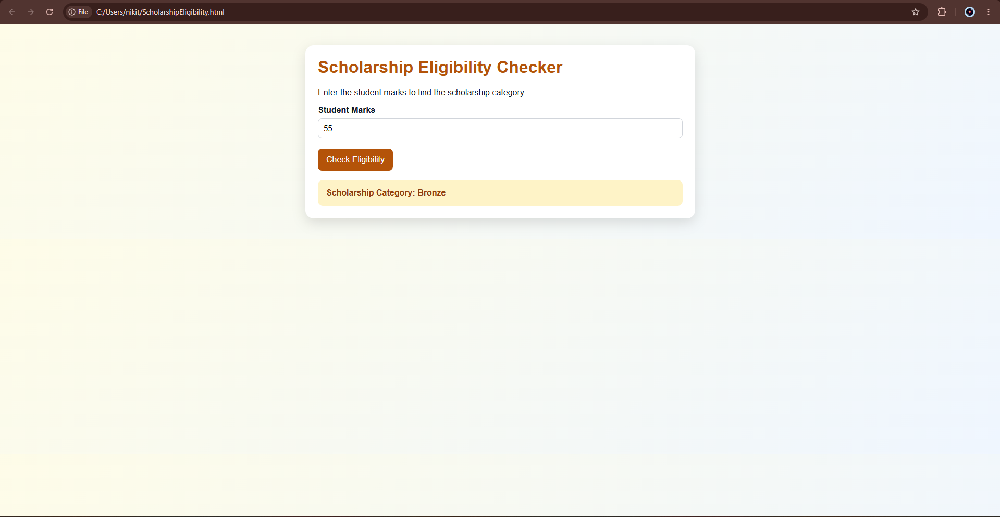 File
C:/Users/nikit/ScholarshipEligibility.html
Scholarship Eligibility Checker
Enter the student marks to find the scholarship category.
Student Marks
55
Check Eligibility
Scholarship Category: Bronze